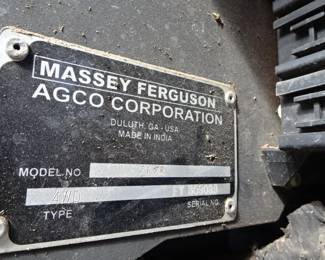 MASSEY FERGUSON
AGCO CORPORATION
DULUTH, GA - USA
MADE IN INDIA
MODEL.NO
4WD
TYPE
SERIAL NO.